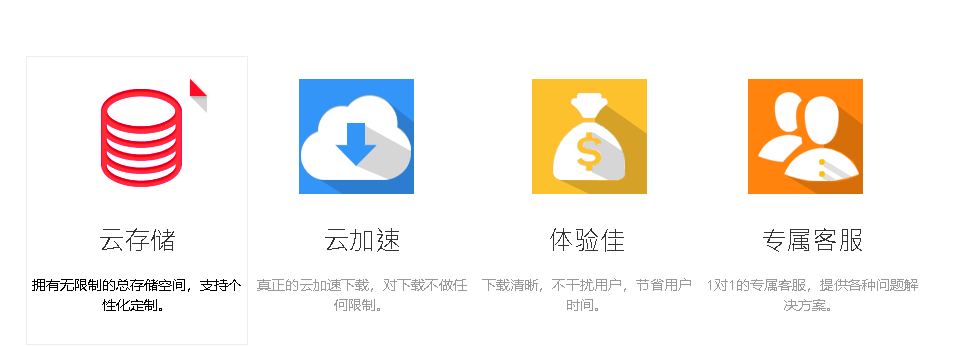 云存储
拥有无限制的总存储空间，支持个
性化定制。
云加速
真正的云加速下载，对下载不做任
何限制。
体验佳
下载清晰，不干扰用户，节省用户
时间。
专属客服
1对1的专属客服，提供各种问题解
决方案。